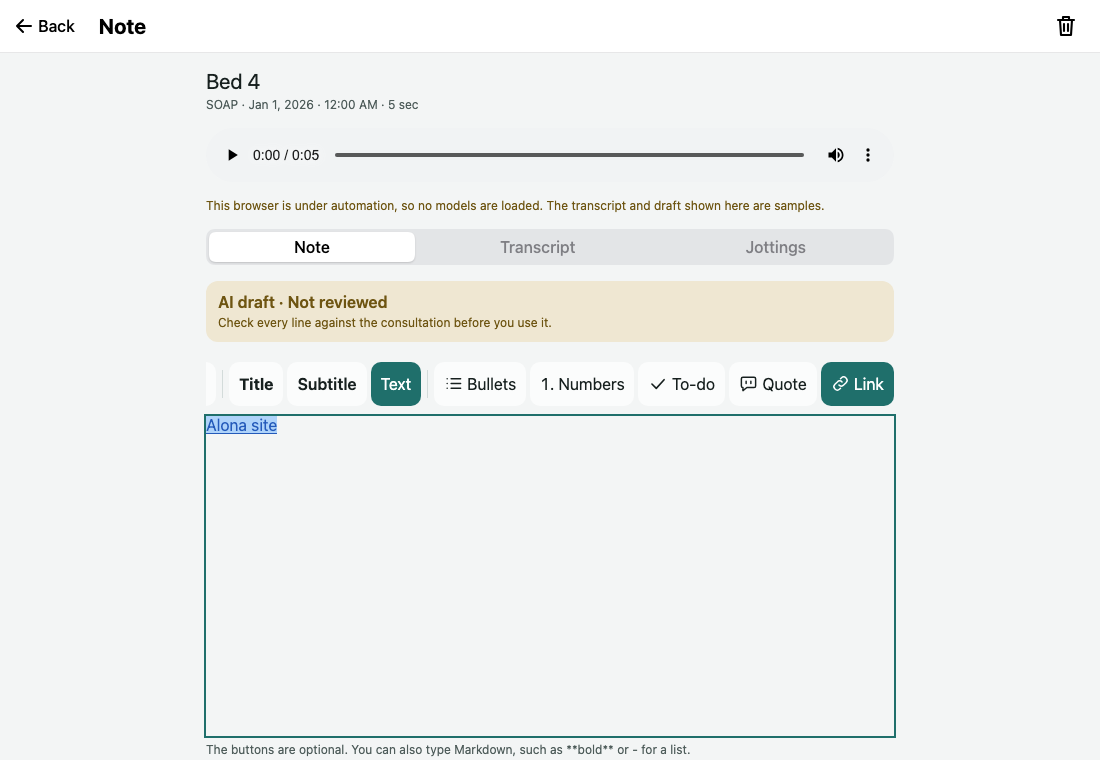 Back Note
Bed 4
SOAP · Jan 1, 2026 · 12:00 AM · 5 sec
0:00 / 0:05
This browser is under automation, so no models are loaded. The transcript and draft shown here are samples.
Note Transcript Jottings
AI draft · Not reviewed
Check every line against the consultation before you use it.
Title Subtitle Text Bullets 1. Numbers To-do Quote Link
Alona site
The buttons are optional. You can also type Markdown, such as **bold** or - for a list.